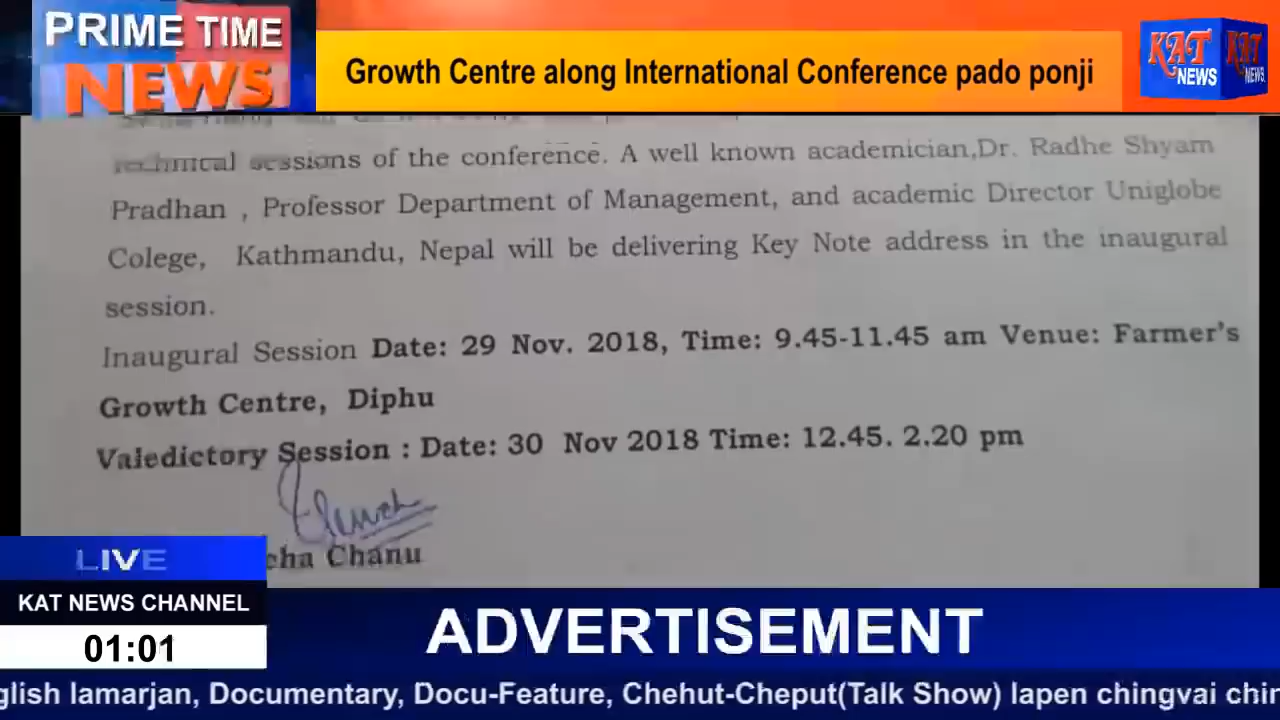 PRIME TIME
NEWS
Growth Centre along International Conference pado ponji
KAT
NEWS
KAT
NEWS
technical sessions of the conference. A well known academician,Dr. Radhe Shyam
Pradhan , Professor Department of Management, and academic Director Uniglobe
Colege, Kathmandu, Nepal will be delivering Key Note address in the inaugural
session.
Inaugural Session Date: 29 Nov. 2018, Time: 9.45-11.45 am Venue: Farmer's
Growth Centre, Diphu
Valedictory Session : Date: 30 Nov 2018 Time: 12.45. 2.20 pm
cha Chanu
LIVE
KAT NEWS CHANNEL
01:01
ADVERTISEMENT
glish lamarjan, Documentary, Docu-Feature, Chehut-Cheput(Talk Show) lapen chingvai chin